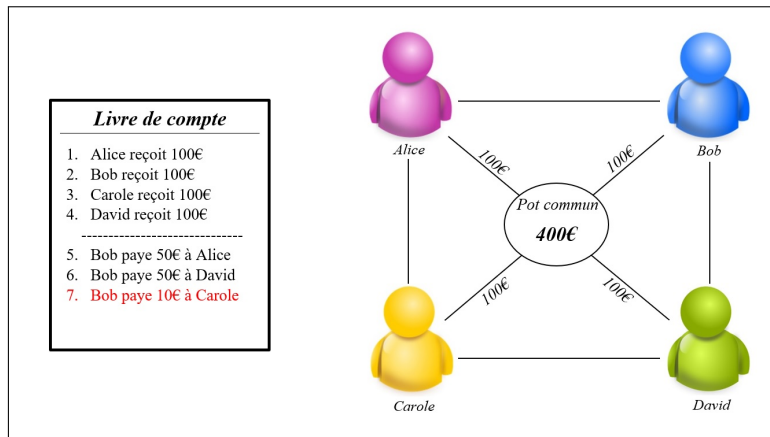 Livre de compte
1. Alice reçoit 100€
2. Bob reçoit 100€
3. Carole reçoit 100€
4. David reçoit 100€
-----------------------------
5. Bob paye 50€ à Alice
6. Bob paye 50€ à David
7. Bob paye 10€ à Carole
Alice
Bob
100€
100€
Pot commun
400€
100€
100€
Carole
David